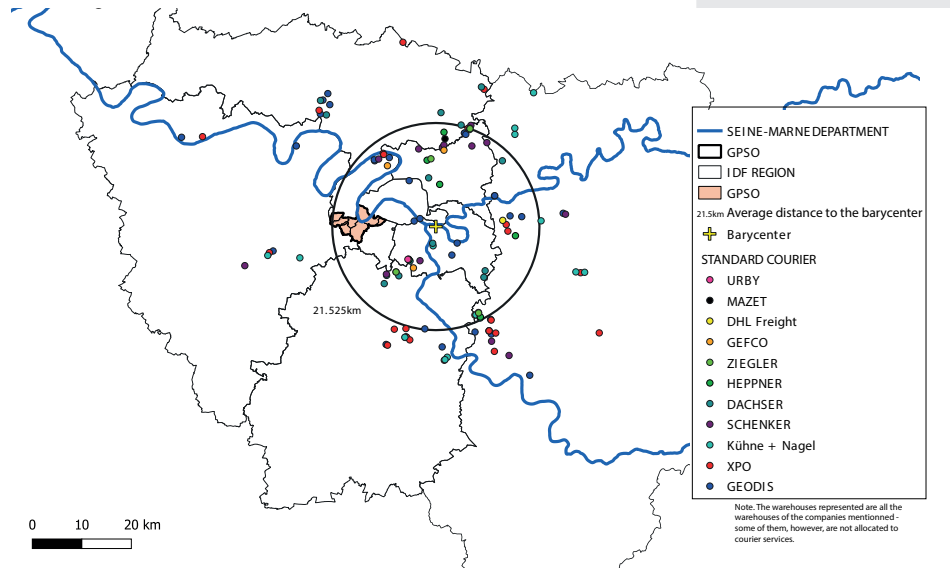 SEINE-MARNE DEPARTMENT
GPSO
IDF REGION
GPSO
21.5km Average distance to the barycenter
Barycenter
STANDARD COURIER
URBY
MAZET
DHL Freight
GEFCO
ZIEGLER
HEPPNER
DACHSER
SCHENKER
Kühne + Nagel
XPO
GEODIS
21.525km
0 10 20 km
Note. The warehouses represented are all the
warehouses of the companies mentionned -
some of them, however, are not allocated to
courier services.